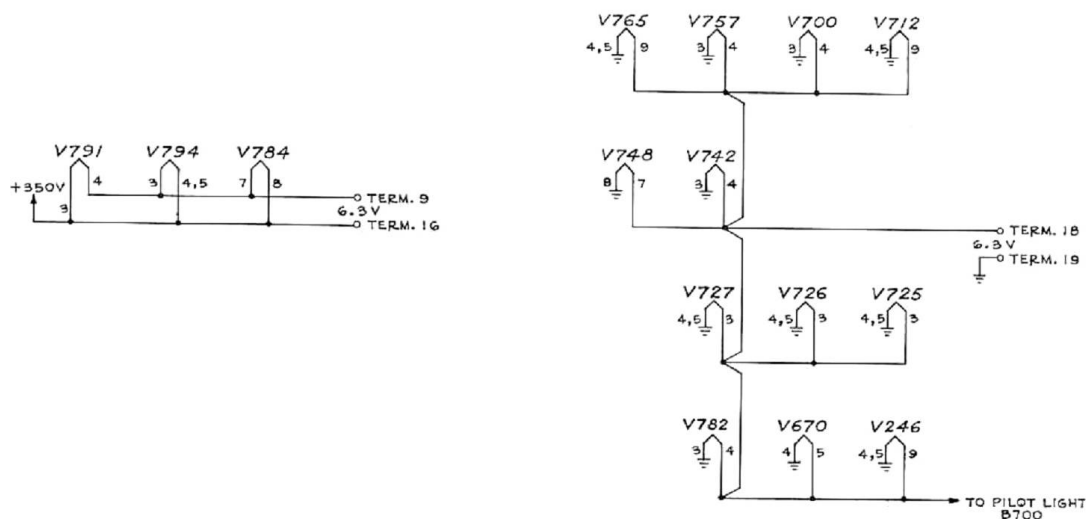 V765 V757 V700 V712
4,5 9 3 4 3 4 4,5 9
V791 V794 V784
+350V 4 3 4,5 7 8
3
TERM. 9
6.3V
TERM. 16
V748 V742
8 7 3 4
TERM. 18
6.3V
TERM. 19
V727 V726 V725
4,5 3 4,5 3 4,5 3
V782 V670 V246
3 4 4 5 4,5 9
TO PILOT LIGHT
B700